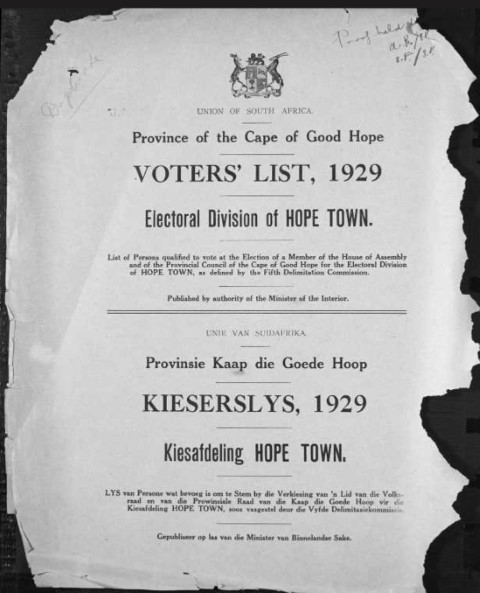 Proof held
Duplicate
UNION OF SOUTH AFRICA.
Province of the Cape of Good Hope
VOTERS' LIST, 1929
Electoral Division of HOPE TOWN.
List of Persons qualified to vote at the Election of a Member of the House of Assembly
and of the Provincial Council of the Cape of Good Hope for the Electoral Division
of HOPE TOWN, as defined by the Fifth Delimitation Commission.
Published by authority of the Minister of the Interior.
UNIE VAN SUIDAFRIKA.
Provinsie Kaap die Goede Hoop
KIESERSLYS, 1929
Kiesafdeling HOPE TOWN.
LYS van Persone wat bevoeg is om te Stem by die Verkiesing van 'n Lid van die Volks-
raad en van die Prowinsiale Raad van die Kaap die Goede Hoop vir die
Kiesafdeling HOPE TOWN, soos vasgestel deur die Vyfde Delimitasiekommissie.
Gepubliseer op las van die Minister van Binnelandse Sake.